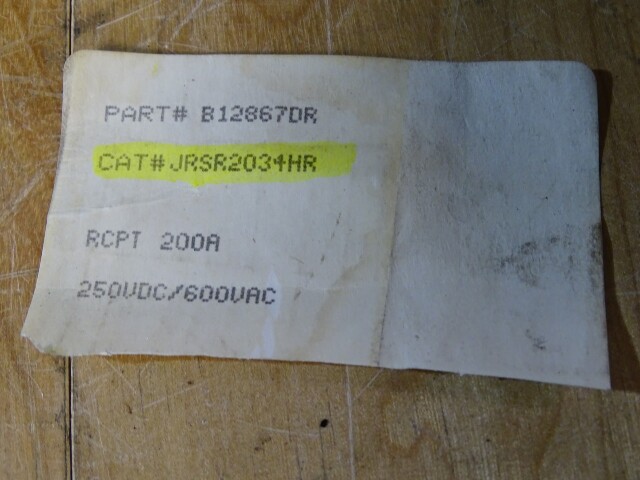 PART# B12867DR
CAT#JRSR2034HR
RCPT 200A
250VDC/600VAC